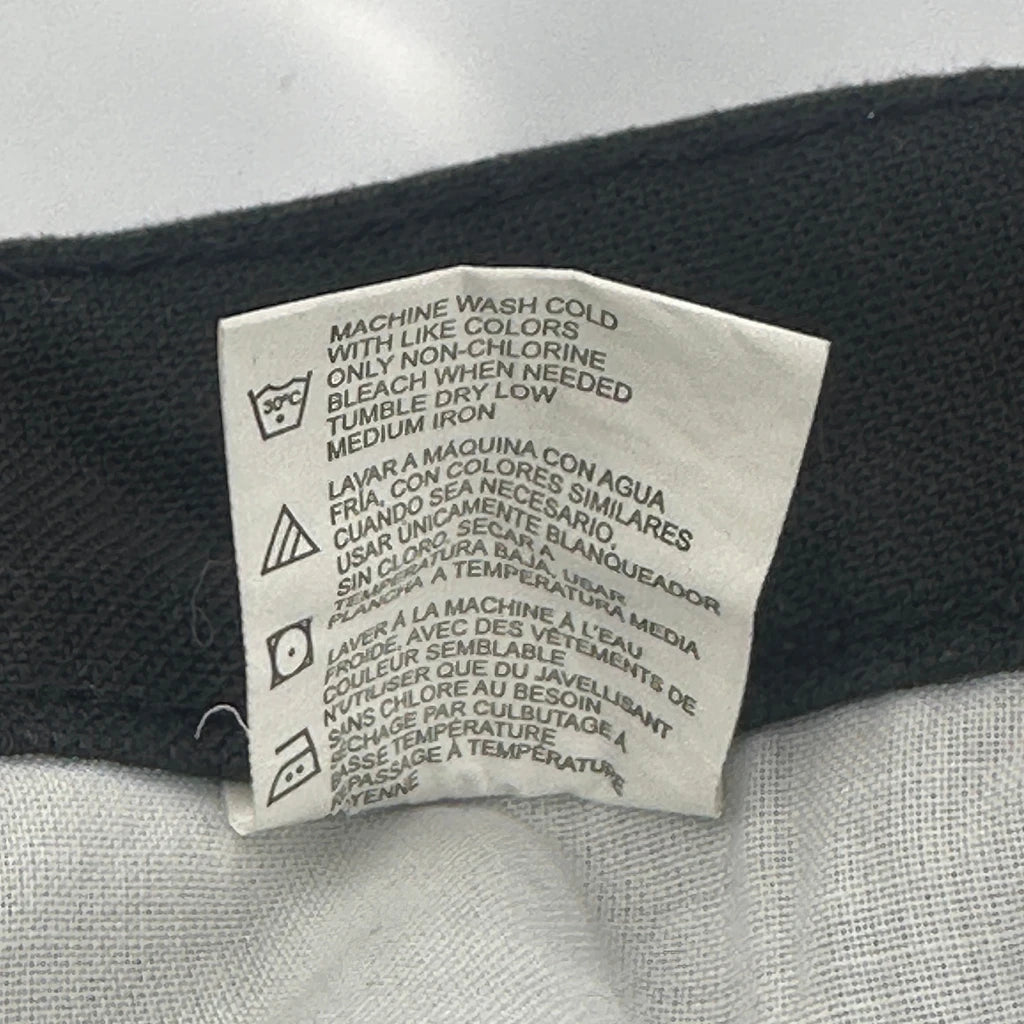 MACHINE WASH COLD
WITH LIKE COLORS
ONLY NON-CHLORINE
BLEACH WHEN NEEDED
TUMBLE DRY LOW
MEDIUM IRON
30°C
LAVAR A MÁQUINA CON AGUA
FRÍA, CON COLORES SIMILARES
CUANDO SEA NECESARIO,
USAR ÚNICAMENTE BLANQUEADOR
SIN CLORO, SECAR A
TEMPERATURA BAJA, USAR
PLANCHA A TEMPERATURA MEDIA
LAVER À LA MACHINE À L'EAU
FROIDE, AVEC DES VÊTEMENTS DE
COULEUR SEMBLABLE
N'UTILISER QUE DU JAVELLISANT
SANS CHLORE AU BESOIN
SÉCHAGE PAR CULBUTAGE À
BASSE TEMPÉRATURE
REPASSAGE À TEMPÉRATURE